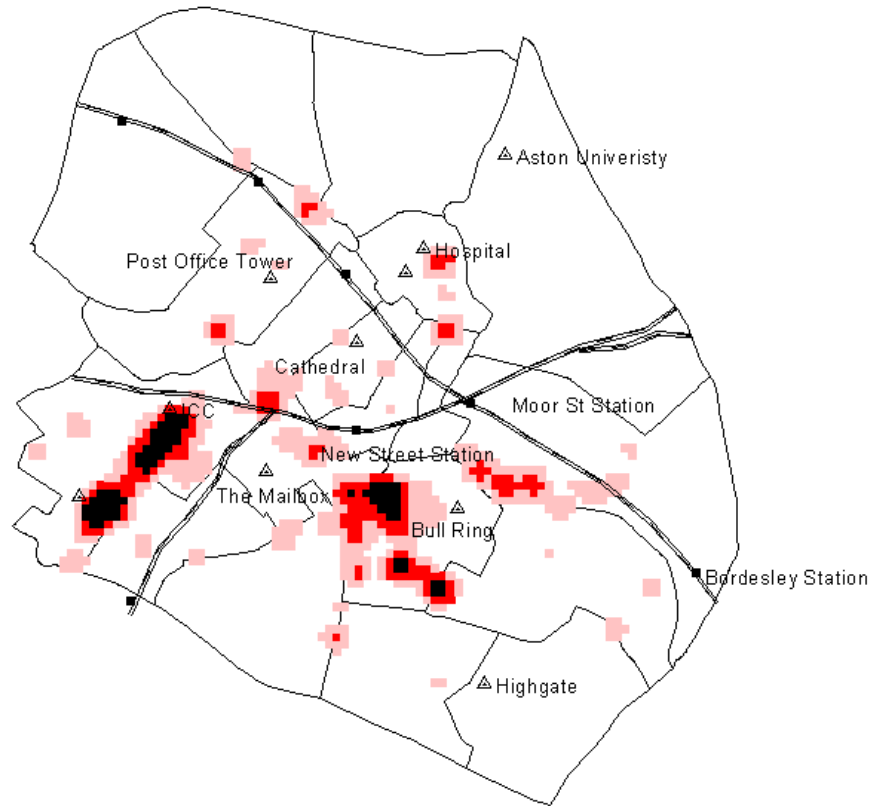 Aston Univeristy
Hospital
Post Office Tower
Cathedral
ICC
Moor St Station
New Street Station
The Mailbox
Bull Ring
Bordesley Station
Highgate